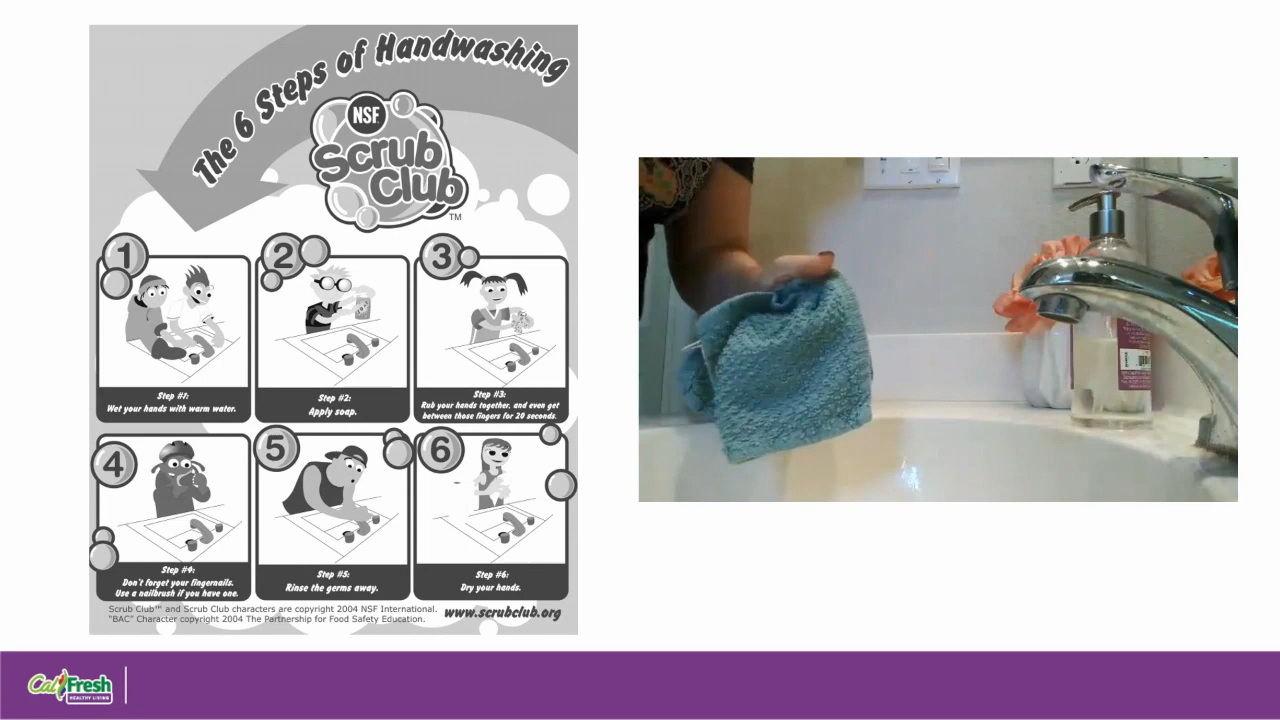 The 6 Steps of Handwashing
NSF
Scrub
Club
TM
1
2
3
Step #1:
Wet your hands with warm water.
Step #2:
Apply soap.
Step #3:
Rub your hands together, and even get
between those fingers for 20 seconds.
4
5
6
Step #4:
Don't forget your fingernails.
Use a nailbrush if you have one.
Step #5:
Rinse the germs away.
Step #6:
Dry your hands.
Scrub Club™ and Scrub Club characters are copyright 2004 NSF International.
"BAC" Character copyright 2004 The Partnership for Food Safety Education.
www.scrubclub.org
CalFresh
HEALTHY LIVING